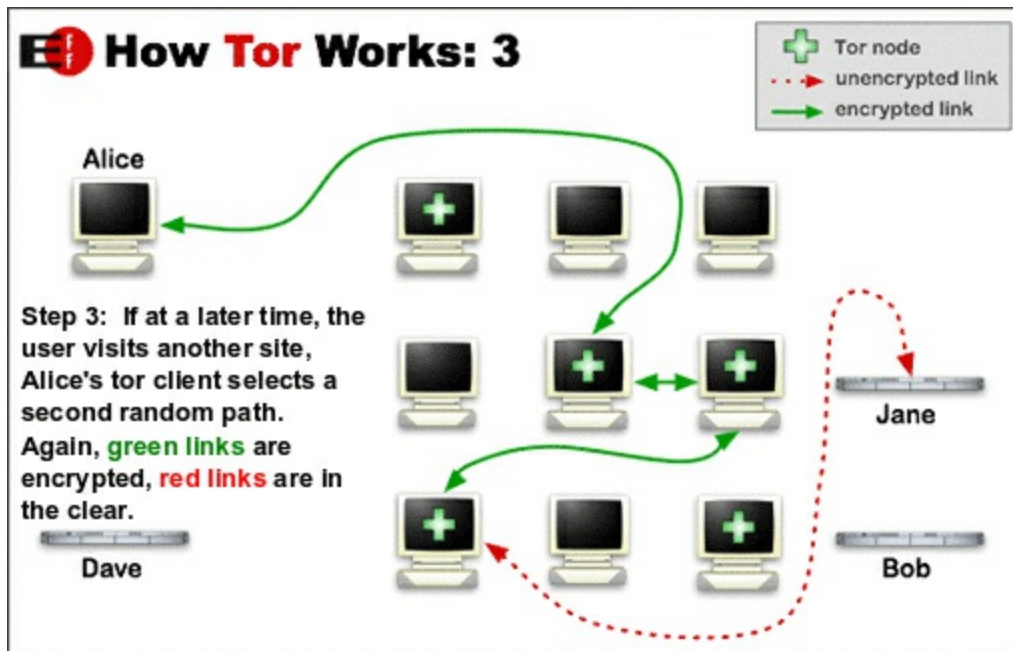 EFF How Tor Works: 3
Tor node
unencrypted link
encrypted link
Alice
Step 3: If at a later time, the
user visits another site,
Alice's tor client selects a
second random path.
Again, green links are
encrypted, red links are in
the clear.
Jane
Dave
Bob